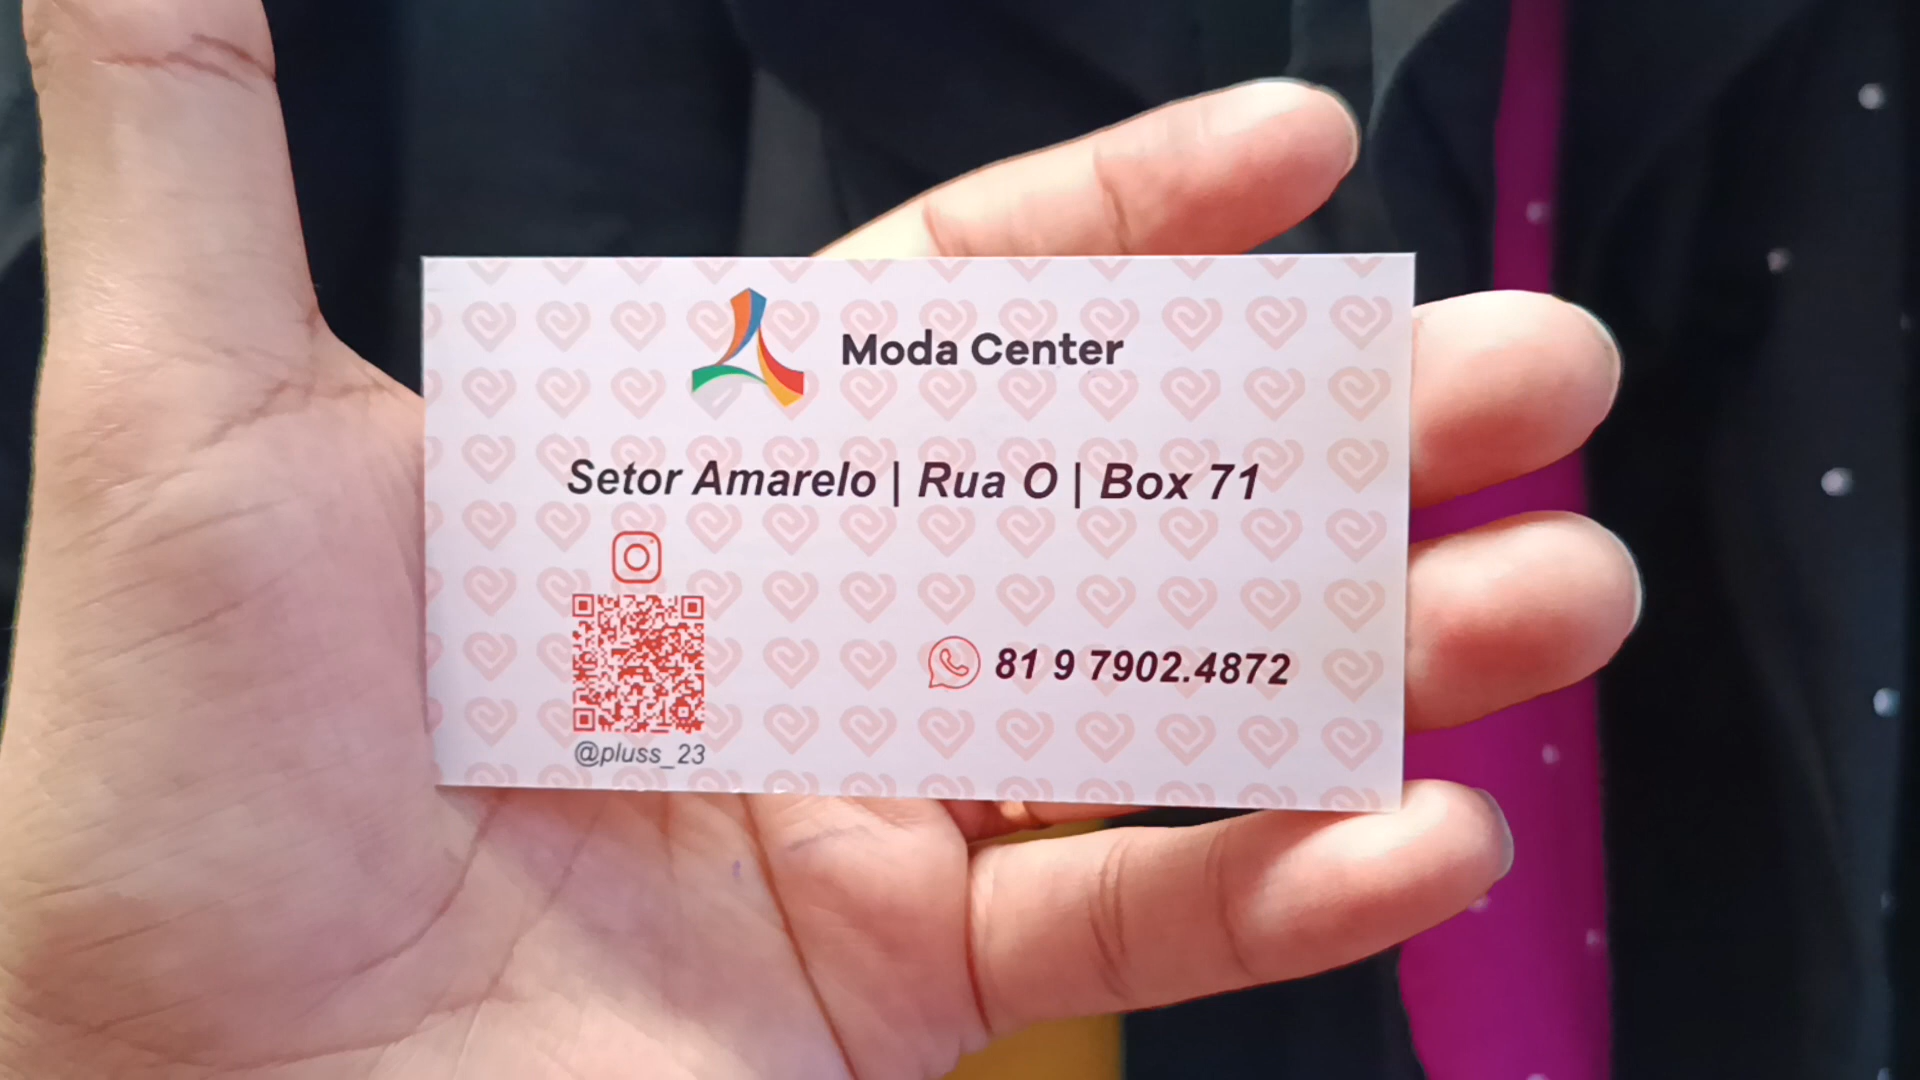 Moda Center
Setor Amarelo | Rua O | Box 71
81 9 7902.4872
@pluss_23